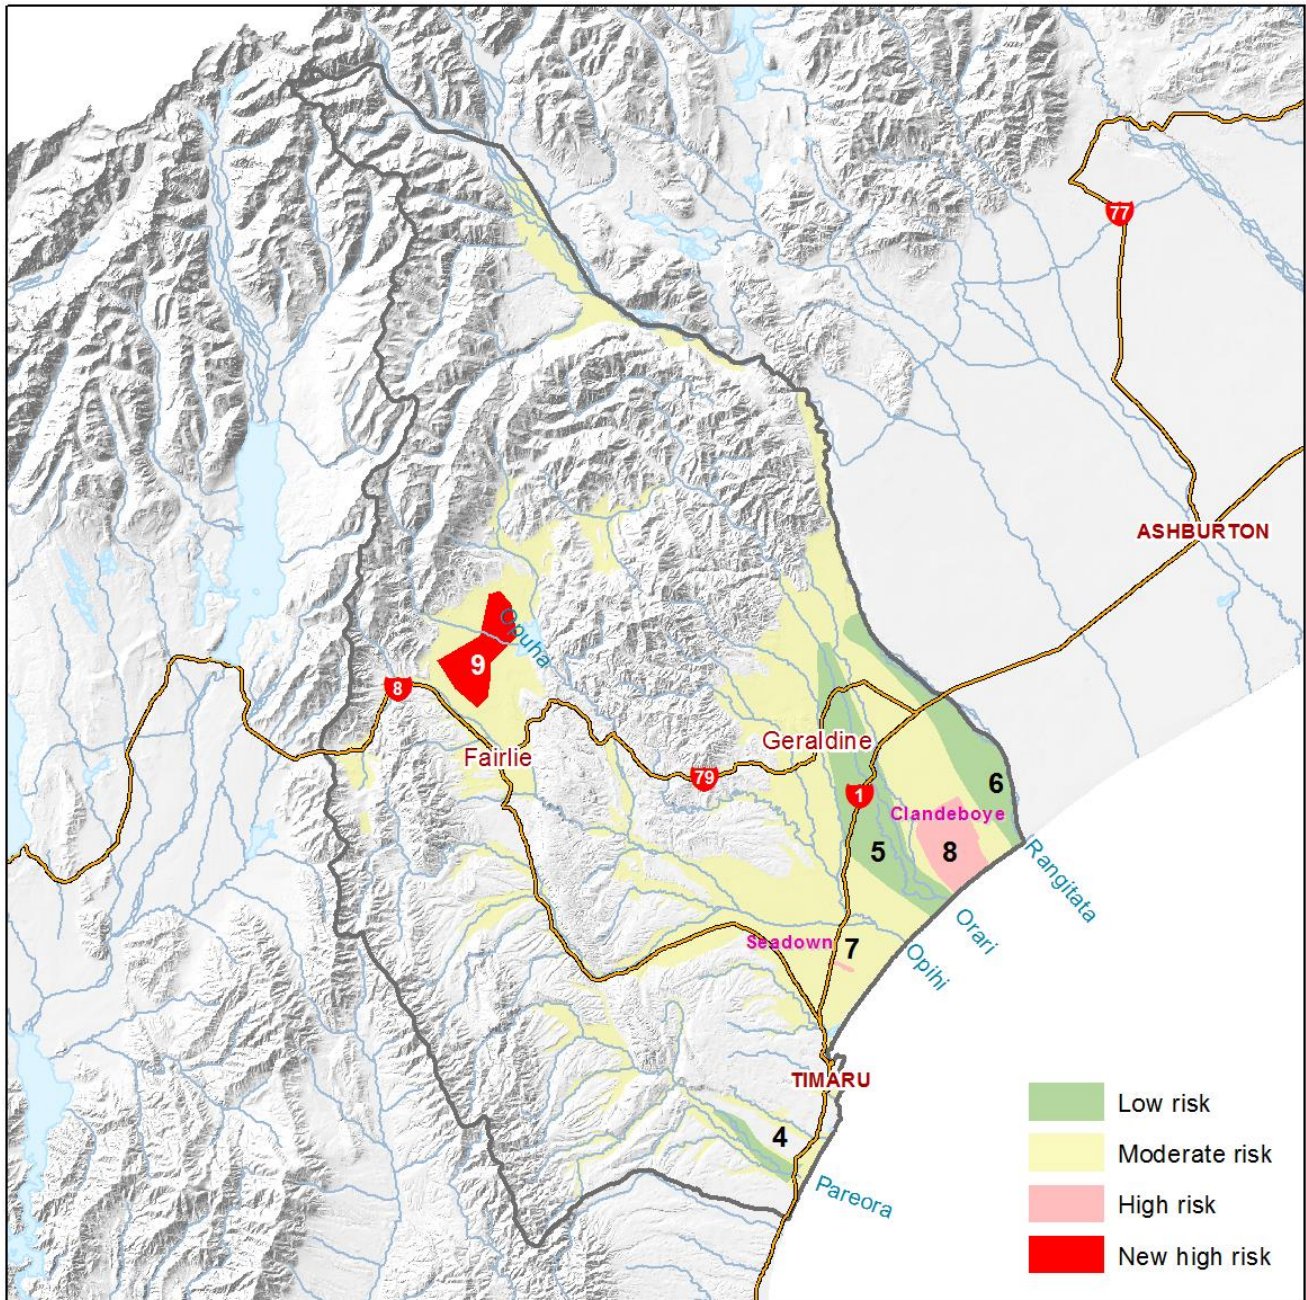 77
ASHBURTON
Opuha
9
8
Fairlie
Geraldine
79
1
6
Clandeboye
5
8
Rangitata
Orari
Seadown
7
Opihi
TIMARU
4
Pareora
Low risk
Moderate risk
High risk
New high risk